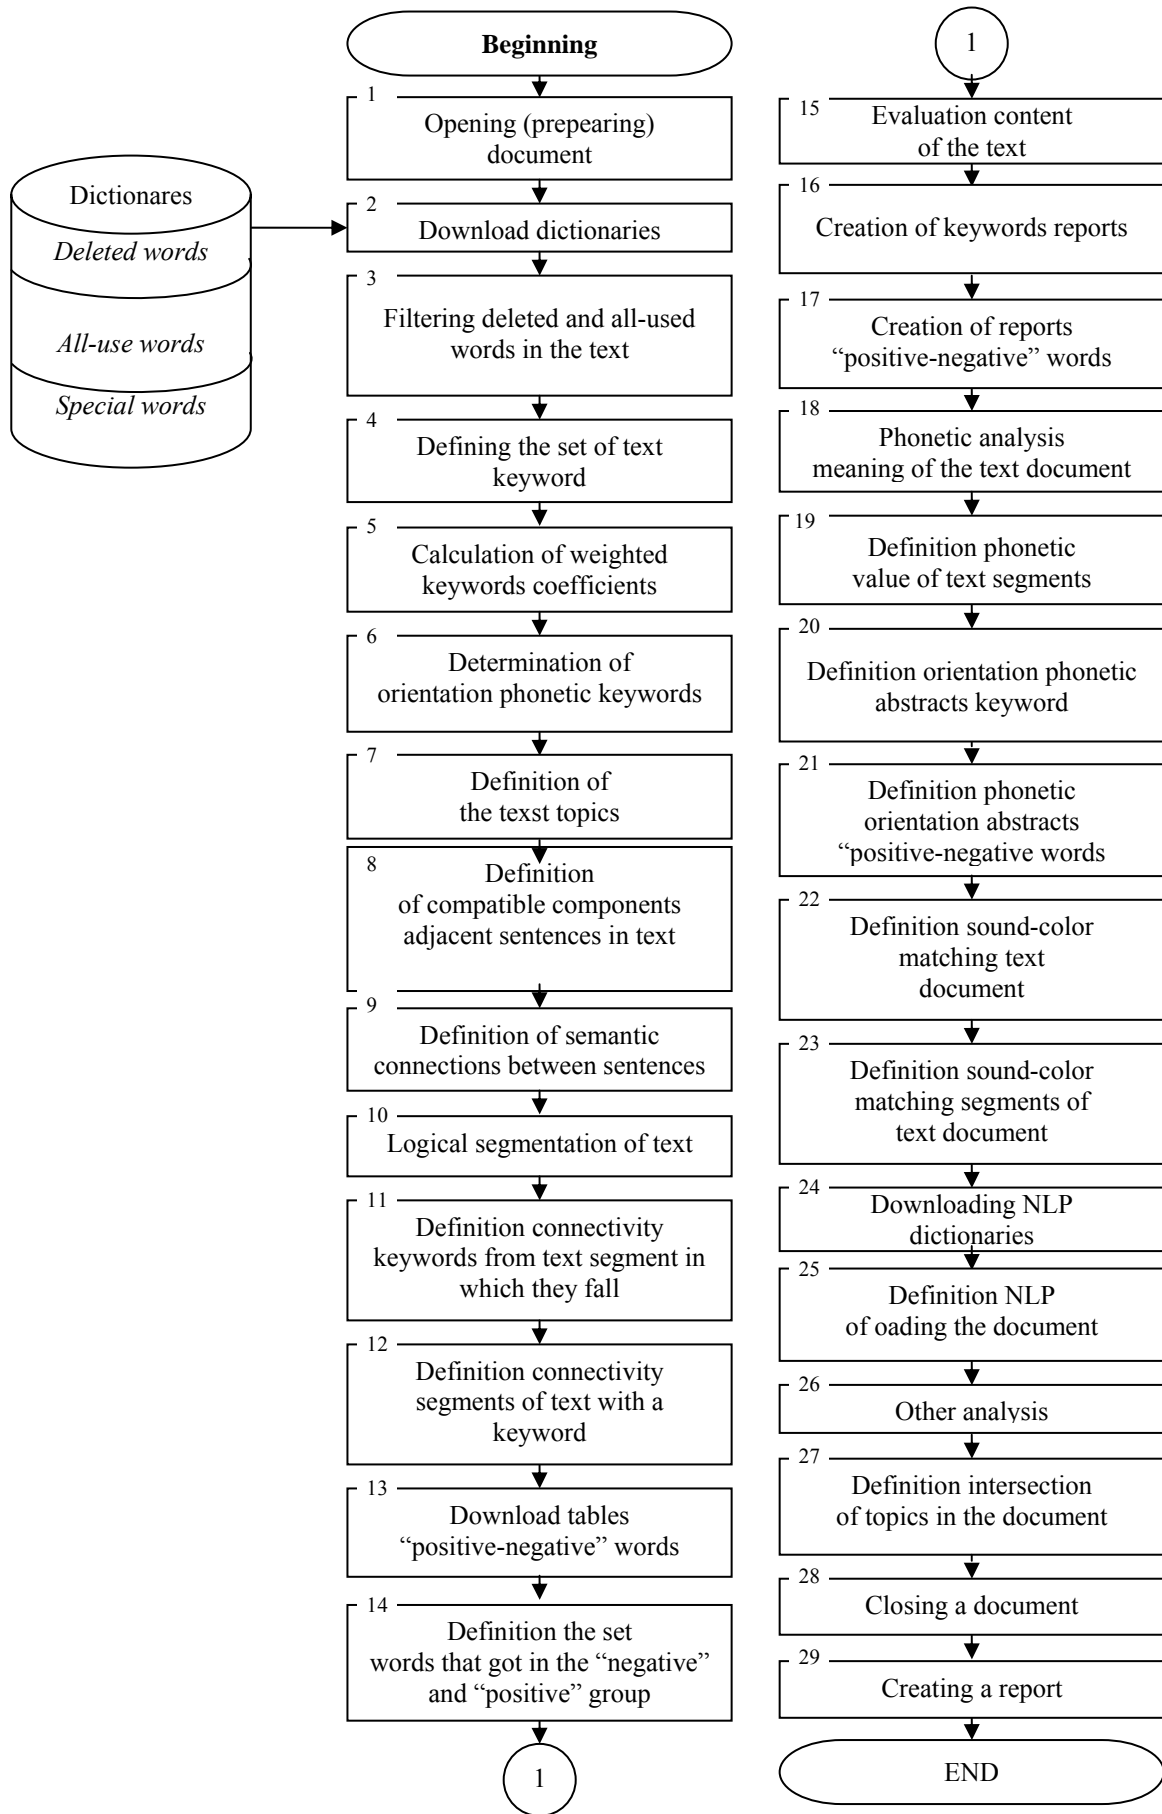 Beginning
1
Opening (prepearing)
document
Dictionares
Deleted words
All-use words
Special words
2
Download dictionaries
3
Filtering deleted and all-used
words in the text
4
Defining the set of text
keyword
5
Calculation of weighted
keywords coefficients
6
Determination of
orientation phonetic keywords
7
Definition of
the texst topics
8
Definition
of compatible components
adjacent sentences in text
9
Definition of semantic
connections between sentences
10
Logical segmentation of text
11
Definition connectivity
keywords from text segment in
which they fall
12
Definition connectivity
segments of text with a
keyword
13
Download tables
“positive-negative” words
14
Definition the set
words that got in the “negative”
and “positive” group
1
1
15
Evaluation content
of the text
16
Creation of keywords reports
17
Creation of reports
“positive-negative” words
18
Phonetic analysis
meaning of the text document
19
Definition phonetic
value of text segments
20
Definition orientation phonetic
abstracts keyword
21
Definition phonetic
orientation abstracts
“positive-negative words
22
Definition sound-color
matching text
document
23
Definition sound-color
matching segments of
text document
24
Downloading NLP
dictionaries
25
Definition NLP
of oading the document
26
Other analysis
27
Definition intersection
of topics in the document
28
Closing a document
29
Creating a report
END